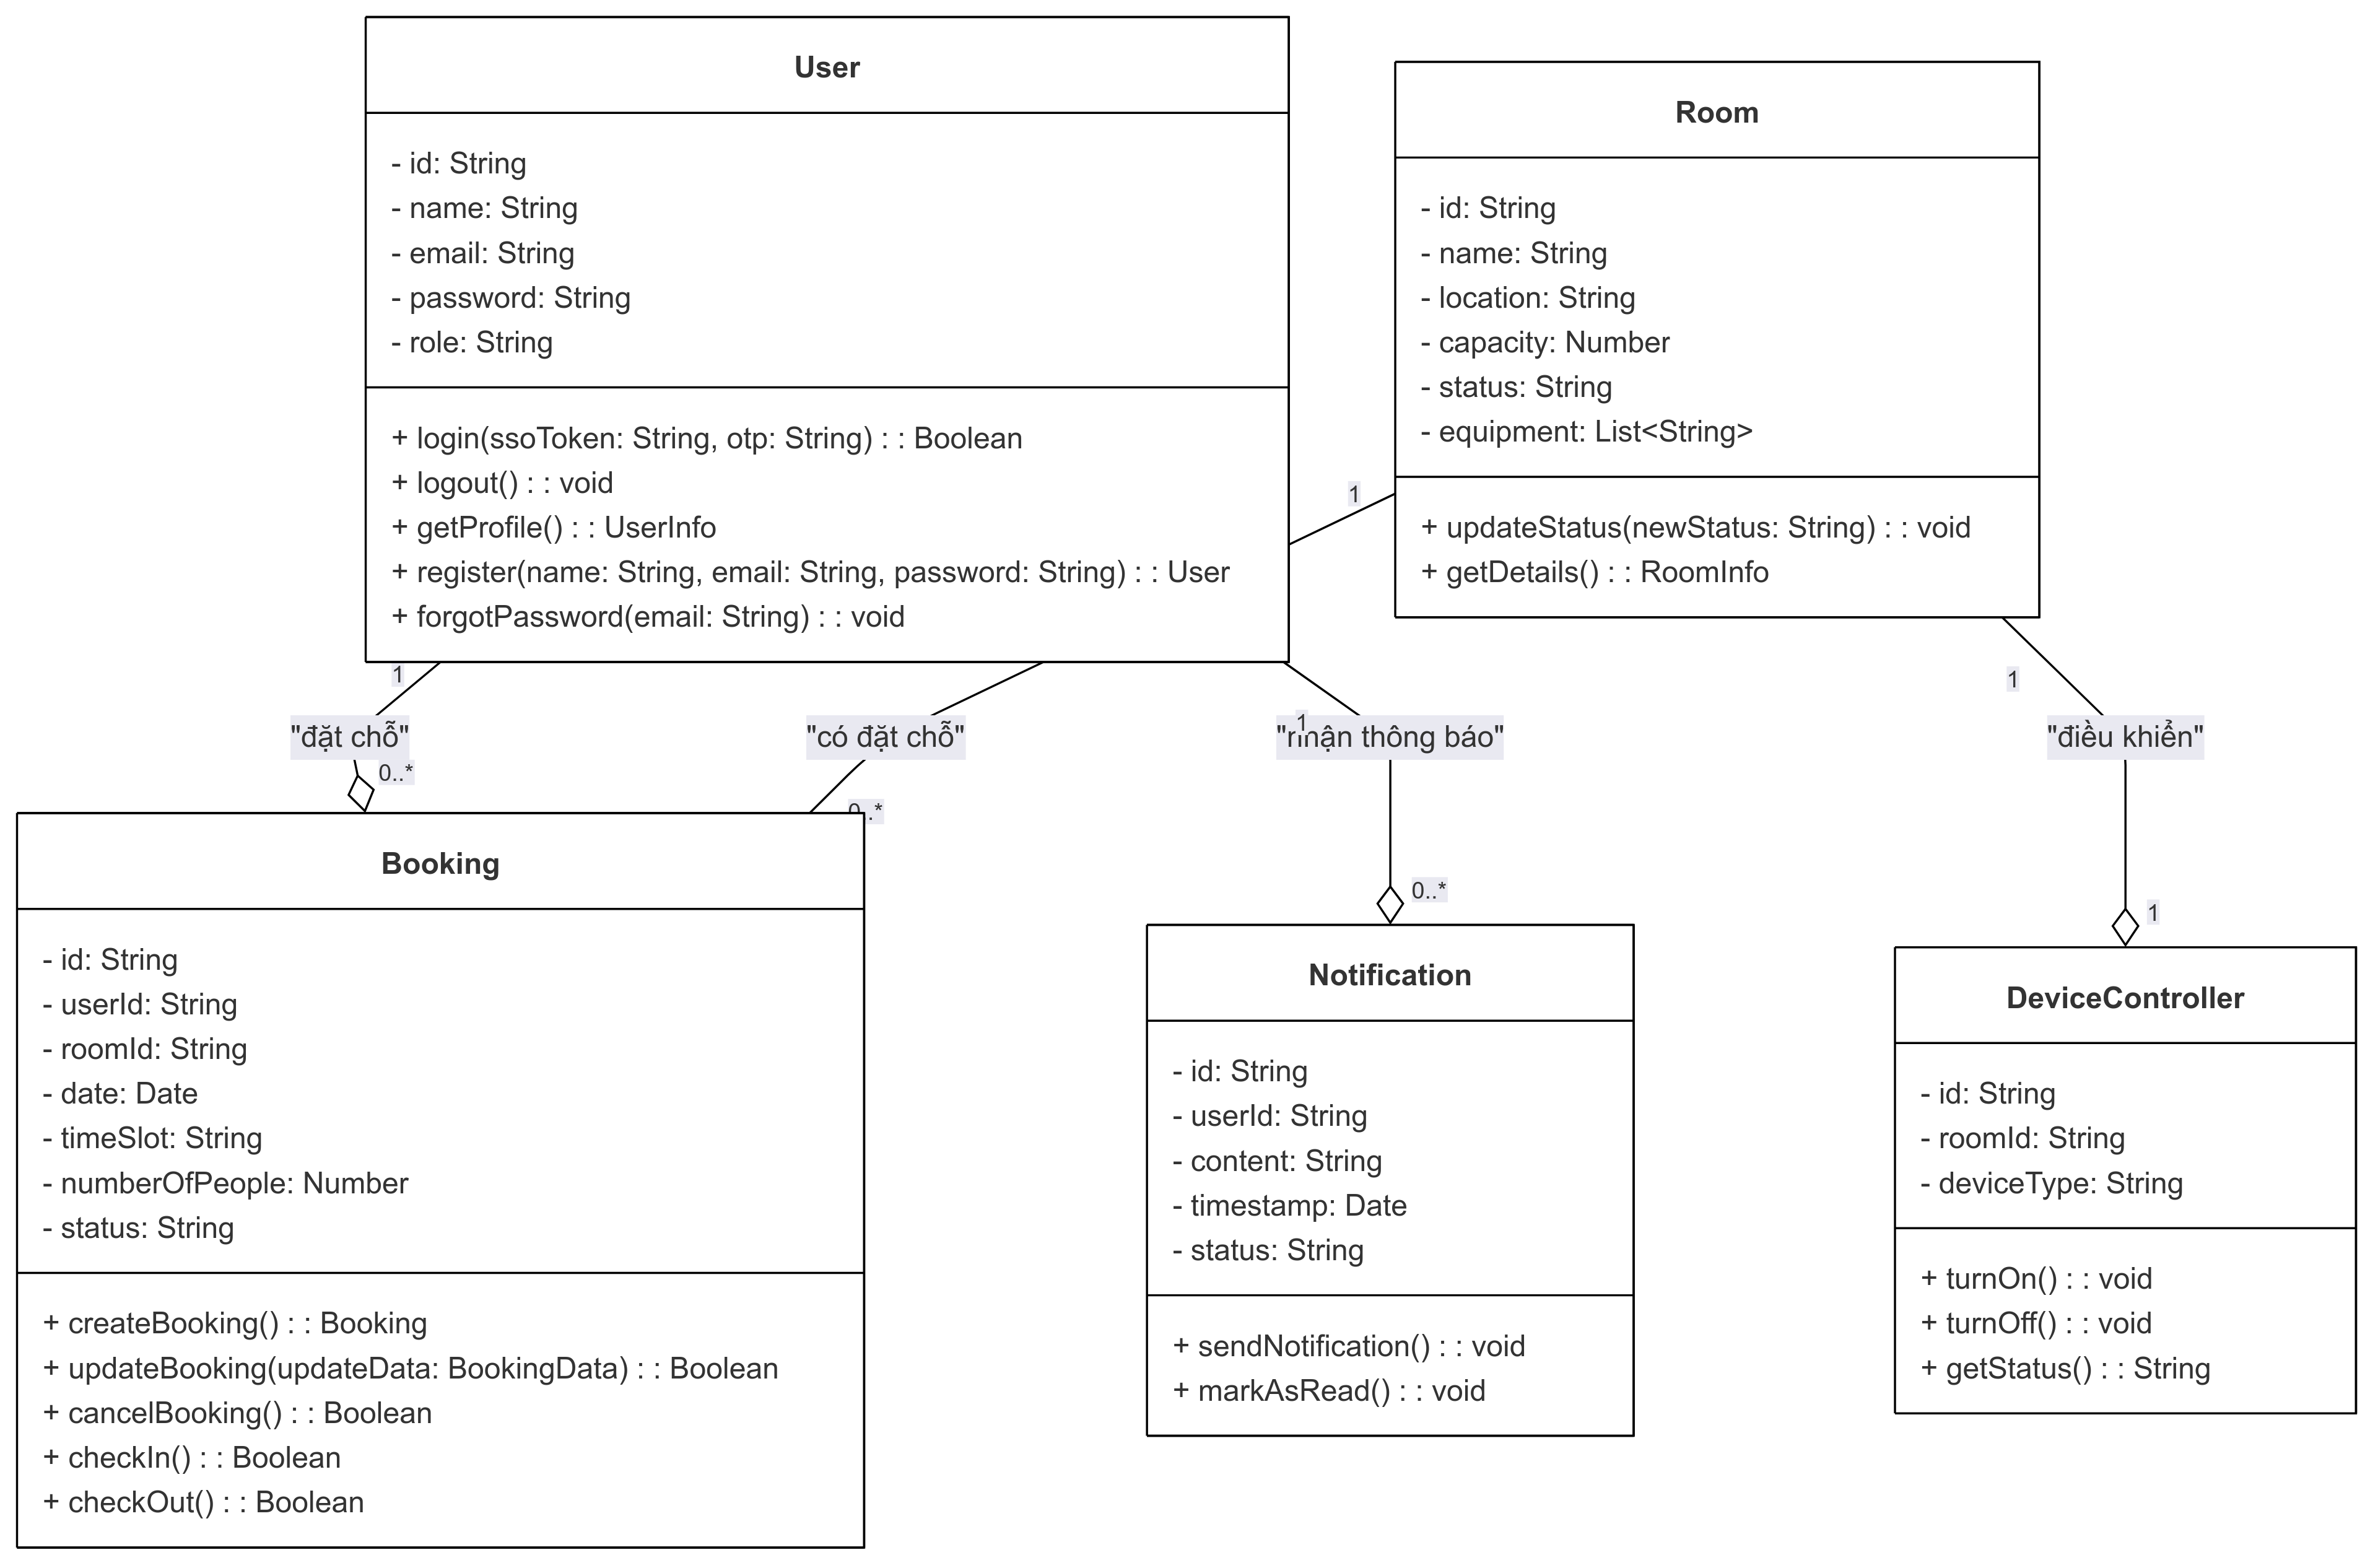 User
- id: String
- name: String
- email: String
- password: String
- role: String
+ login(ssoToken: String, otp: String) : : Boolean
+ logout() : : void
+ getProfile() : : UserInfo
+ register(name: String, email: String, password: String) : : User
+ forgotPassword(email: String) : : void
Room
- id: String
- name: String
- location: String
- capacity: Number
- status: String
- equipment: List<String>
+ updateStatus(newStatus: String) : : void
+ getDetails() : : RoomInfo
1
1
"đặt chỗ"
0..*
"có đặt chỗ"
0..*
1
"nhận thông báo"
0..*
1
"điều khiển"
1
Booking
- id: String
- userId: String
- roomId: String
- date: Date
- timeSlot: String
- numberOfPeople: Number
- status: String
+ createBooking() : : Booking
+ updateBooking(updateData: BookingData) : : Boolean
+ cancelBooking() : : Boolean
+ checkIn() : : Boolean
+ checkOut() : : Boolean
Notification
- id: String
- userId: String
- content: String
- timestamp: Date
- status: String
+ sendNotification() : : void
+ markAsRead() : : void
DeviceController
- id: String
- roomId: String
- deviceType: String
+ turnOn() : : void
+ turnOff() : : void
+ getStatus() : : String